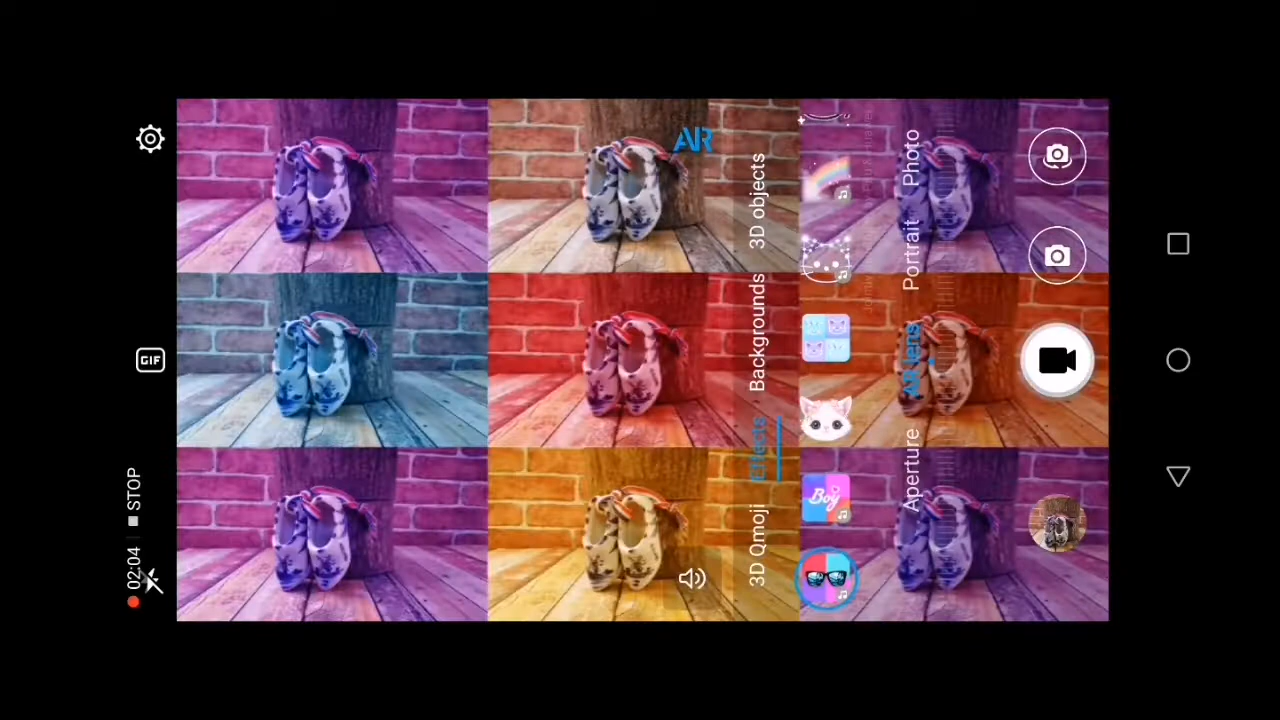 GIF
02:04 STOP
AR
3D Qmoji Effects Backgrounds 3D objects
Boy
Aperture AR lens Portrait Photo